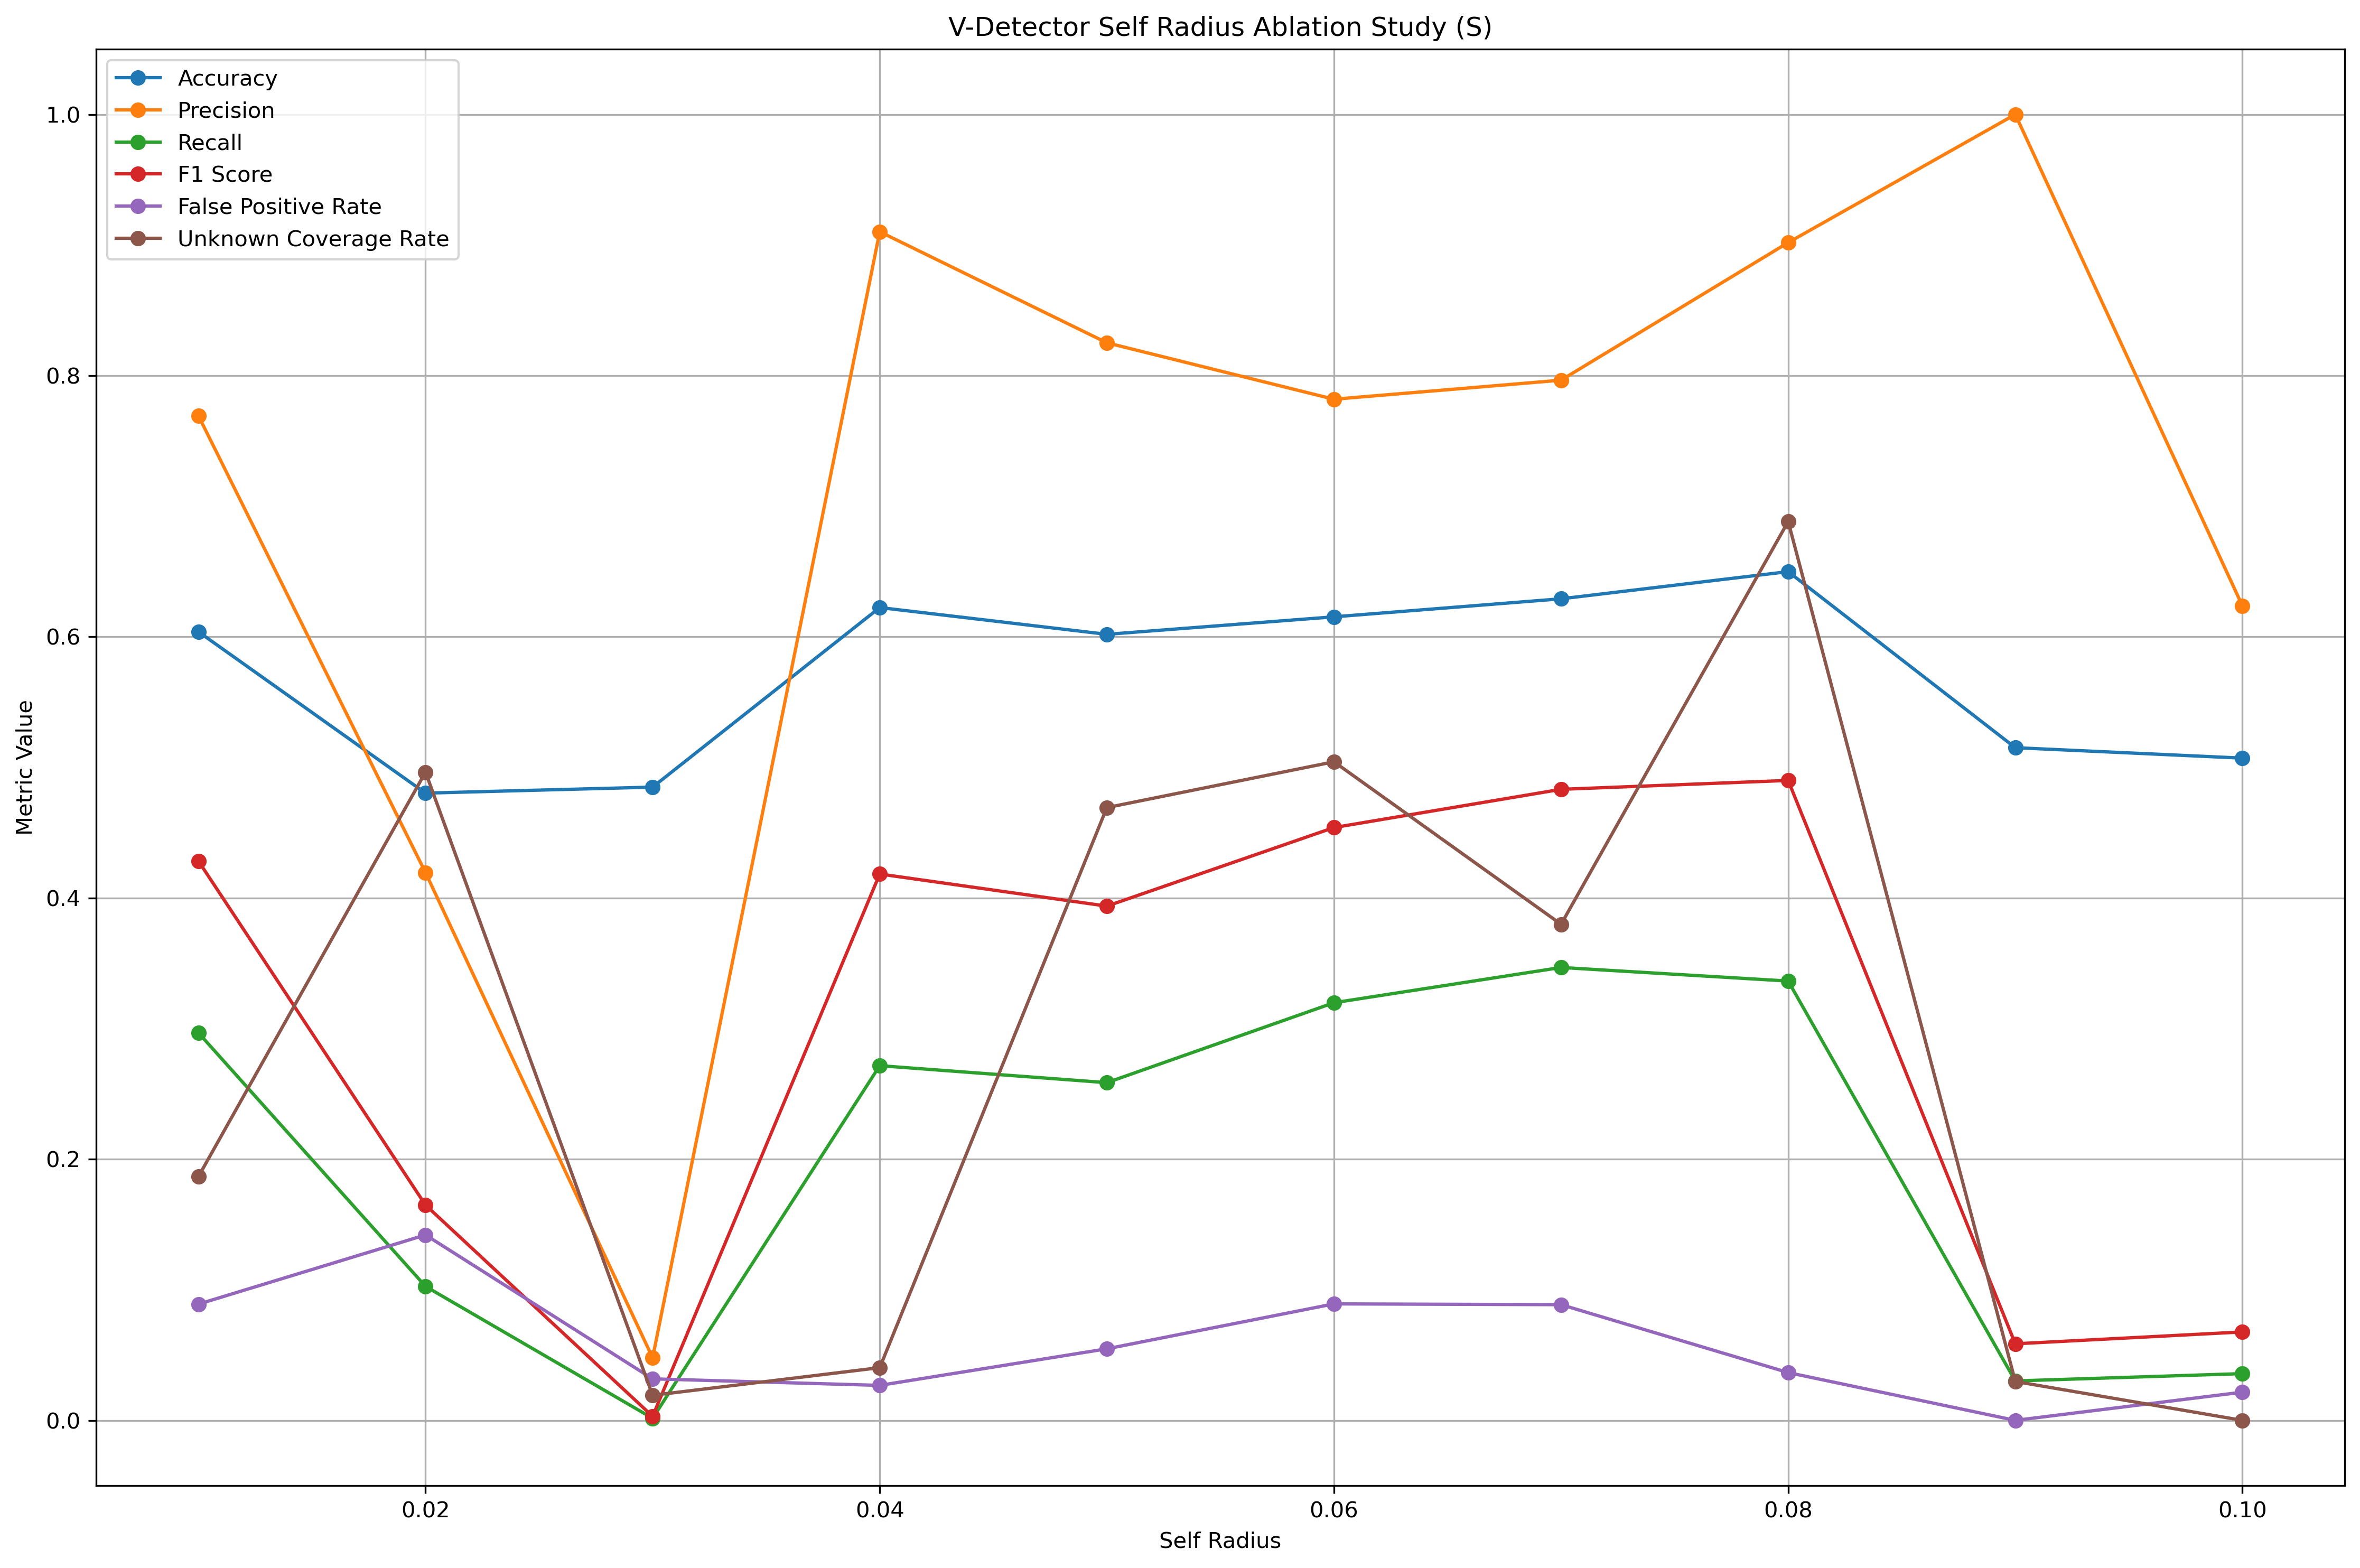 V-Detector Self Radius Ablation Study (S)
Accuracy
Precision
Recall
F1 Score
False Positive Rate
Unknown Coverage Rate
1.0
0.8
0.6
0.4
0.2
0.0
Metric Value
0.02 0.04 0.06 0.08 0.10
Self Radius